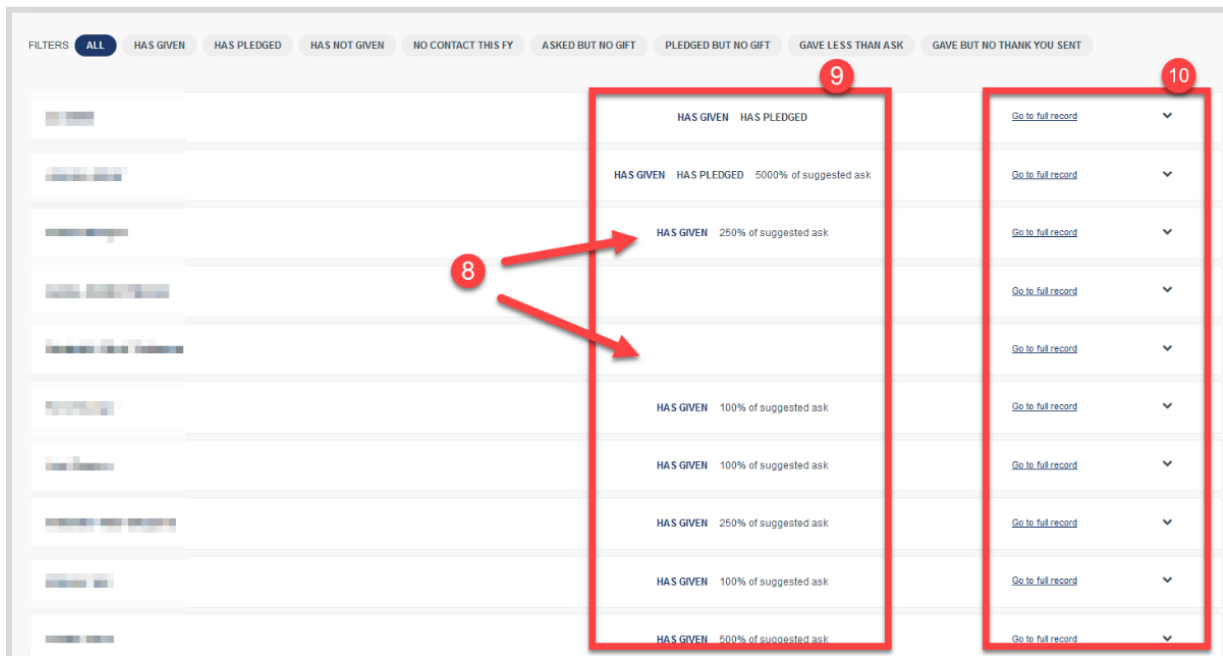 FILTERS ALL HAS GIVEN HAS PLEDGED HAS NOT GIVEN NO CONTACT THIS FY ASKED BUT NO GIFT PLEDGED BUT NO GIFT GAVE LESS THAN ASK GAVE BUT NO THANK YOU SENT
9 10
HAS GIVEN HAS PLEDGED Go to full record
HAS GIVEN HAS PLEDGED 5000% of suggested ask Go to full record
HAS GIVEN 250% of suggested ask Go to full record
8
Go to full record
Go to full record
HAS GIVEN 100% of suggested ask Go to full record
HAS GIVEN 100% of suggested ask Go to full record
HAS GIVEN 250% of suggested ask Go to full record
HAS GIVEN 100% of suggested ask Go to full record
HAS GIVEN 500% of suggested ask Go to full record